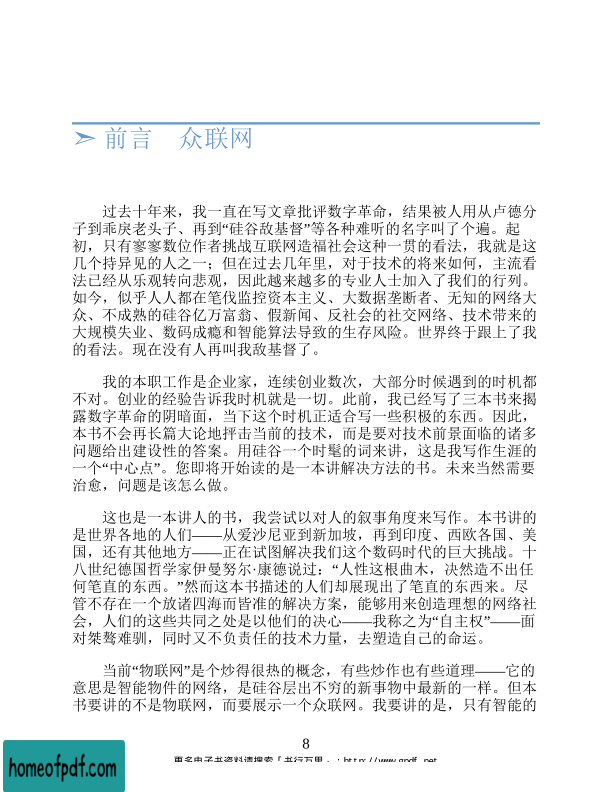 ➣ 前言　众联网
过去十年来，我一直在写文章批评数字革命，结果被人用从卢德分
子到乖戾老头子、再到“硅谷敌基督”等各种难听的名字叫了个遍。起
初，只有寥寥数位作者挑战互联网造福社会这种一贯的看法，我就是这
几个持异见的人之一；但在过去几年里，对于技术的将来如何，主流看
法已经从乐观转向悲观，因此越来越多的专业人士加入了我们的行列。
如今，似乎人人都在笔伐监控资本主义、大数据垄断者、无知的网络大
众、不成熟的硅谷亿万富翁、假新闻、反社会的社交网络、技术带来的
大规模失业、数码成瘾和智能算法导致的生存风险。世界终于跟上了我
的看法。现在没有人再叫我敌基督了。
我的本职工作是企业家，连续创业数次，大部分时候遇到的时机都
不对。创业的经验告诉我时机就是一切。此前，我已经写了三本书来揭
露数字革命的阴暗面，当下这个时机正适合写一些积极的东西。因此，
本书不会再长篇大论地抨击当前的技术，而是要对技术前景面临的诸多
问题给出建设性的答案。用硅谷一个时髦的词来讲，这是我写作生涯的
一个“中心点”。您即将开始读的是一本讲解决方法的书。未来当然需要
治愈，问题是该怎么做。
这也是一本讲人的书，我尝试以对人的叙事角度来写作。本书讲的
是世界各地的人们——从爱沙尼亚到新加坡，再到印度、西欧各国、美
国，还有其他地方——正在试图解决我们这个数码时代的巨大挑战。十
八世纪德国哲学家伊曼努尔·康德说过：“人性这根曲木，决然造不出任
何笔直的东西。”然而这本书描述的人们却展现出了笔直的东西来。尽
管不存在一个放诸四海而皆准的解决方案，能够用来创造理想的网络社
会，人们的这些共同之处是以他们的决心——我称之为“自主权”——面
对桀骜难驯，同时又不负责任的技术力量，去塑造自己的命运。
当前“物联网”是个炒得很热的概念，有些炒作也有些道理——它的
意思是智能物件的网络，是硅谷层出不穷的新事物中最新的一样。但本
书要讲的不是物联网，而要展示一个众联网。我要讲的是，只有智能的
8
更多电子书资料请搜索「书行万里」：http://www.gpdf.net
homeofpdf.com